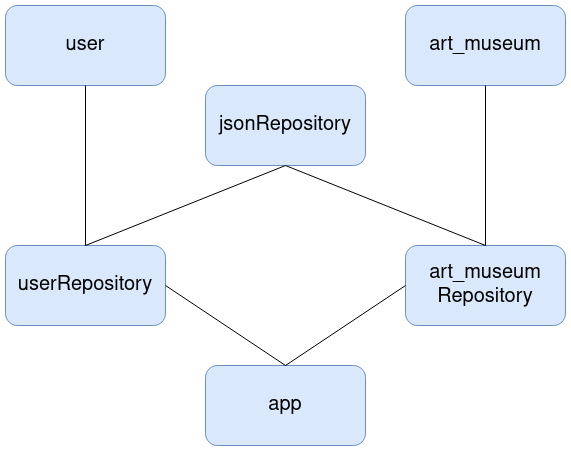 user
art_museum
jsonRepository
userRepository
art_museum
Repository
app